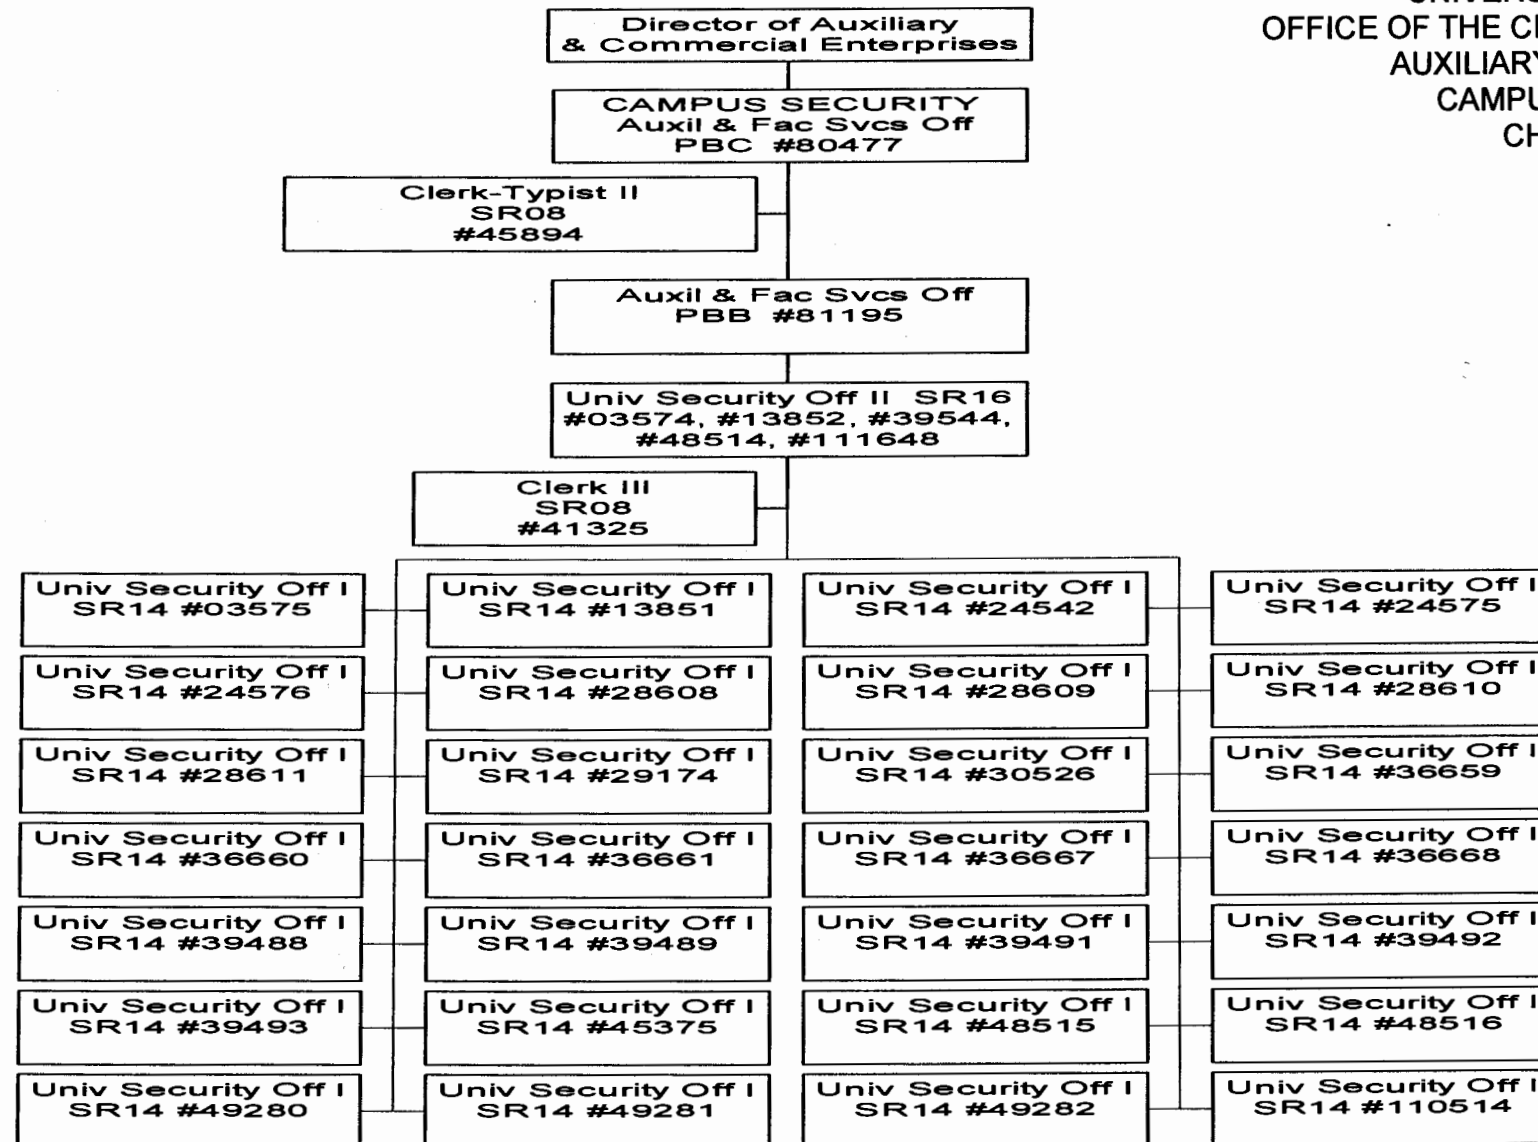 Director of Auxiliary
& Commercial Enterprises
OFFICE OF THE
AUXILIARY
CAMPUS SECURITY
Auxil & Fac Svcs Off
PBC #80477
Clerk-Typist II
SR08
#45894
Auxil & Fac Svcs Off
PBB #81195
Univ Security Off II SR16
#03574, #13852, #39544,
#48514, #111648
Clerk III
SR08
#41325
Univ Security Off I
SR14 #03575
Univ Security Off I
SR14 #13851
Univ Security Off I
SR14 #24542
Univ Security Off I
SR14 #24575
Univ Security Off I
SR14 #24576
Univ Security Off I
SR14 #28608
Univ Security Off I
SR14 #28609
Univ Security Off I
SR14 #28610
Univ Security Off I
SR14 #28611
Univ Security Off I
SR14 #29174
Univ Security Off I
SR14 #30526
Univ Security Off I
SR14 #36659
Univ Security Off I
SR14 #36660
Univ Security Off I
SR14 #36661
Univ Security Off I
SR14 #36667
Univ Security Off I
SR14 #36668
Univ Security Off I
SR14 #39488
Univ Security Off I
SR14 #39489
Univ Security Off I
SR14 #39491
Univ Security Off I
SR14 #39492
Univ Security Off I
SR14 #39493
Univ Security Off I
SR14 #45375
Univ Security Off I
SR14 #48515
Univ Security Off I
SR14 #48516
Univ Security Off I
SR14 #49280
Univ Security Off I
SR14 #49281
Univ Security Off I
SR14 #49282
Univ Security Off I
SR14 #110514